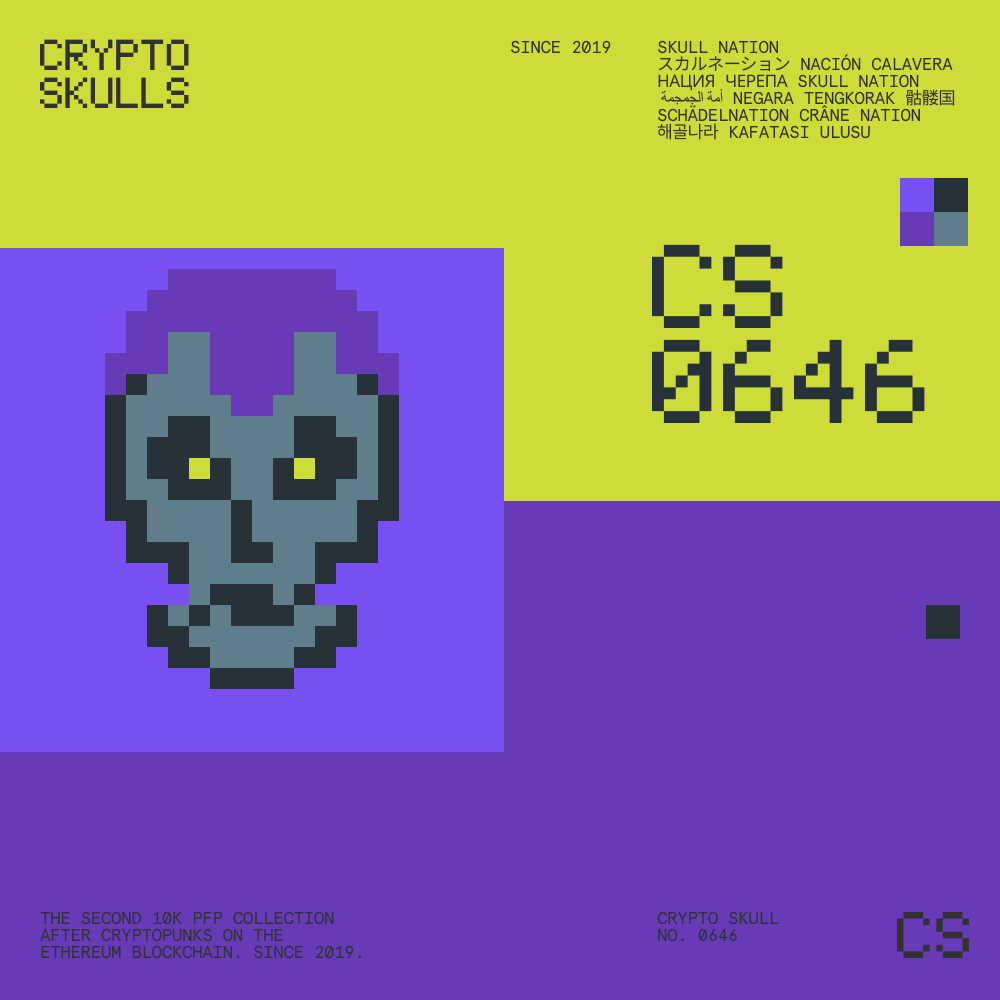 CRYPTO
SKULLS
SINCE 2019
SKULL NATION
スカルネーション NACIÓN CALAVERA
НАЦИЯ ЧЕРЕПА SKULL NATION
أمة الجمجمة NEGARA TENGKORAK 骷髅国
SCHÄDELNATION CRÂNE NATION
해골나라 KAFATASI ULUSU
CS
0646
THE SECOND 10K PFP COLLECTION
AFTER CRYPTOPUNKS ON THE
ETHEREUM BLOCKCHAIN. SINCE 2019.
CRYPTO SKULL
NO. 0646
CS